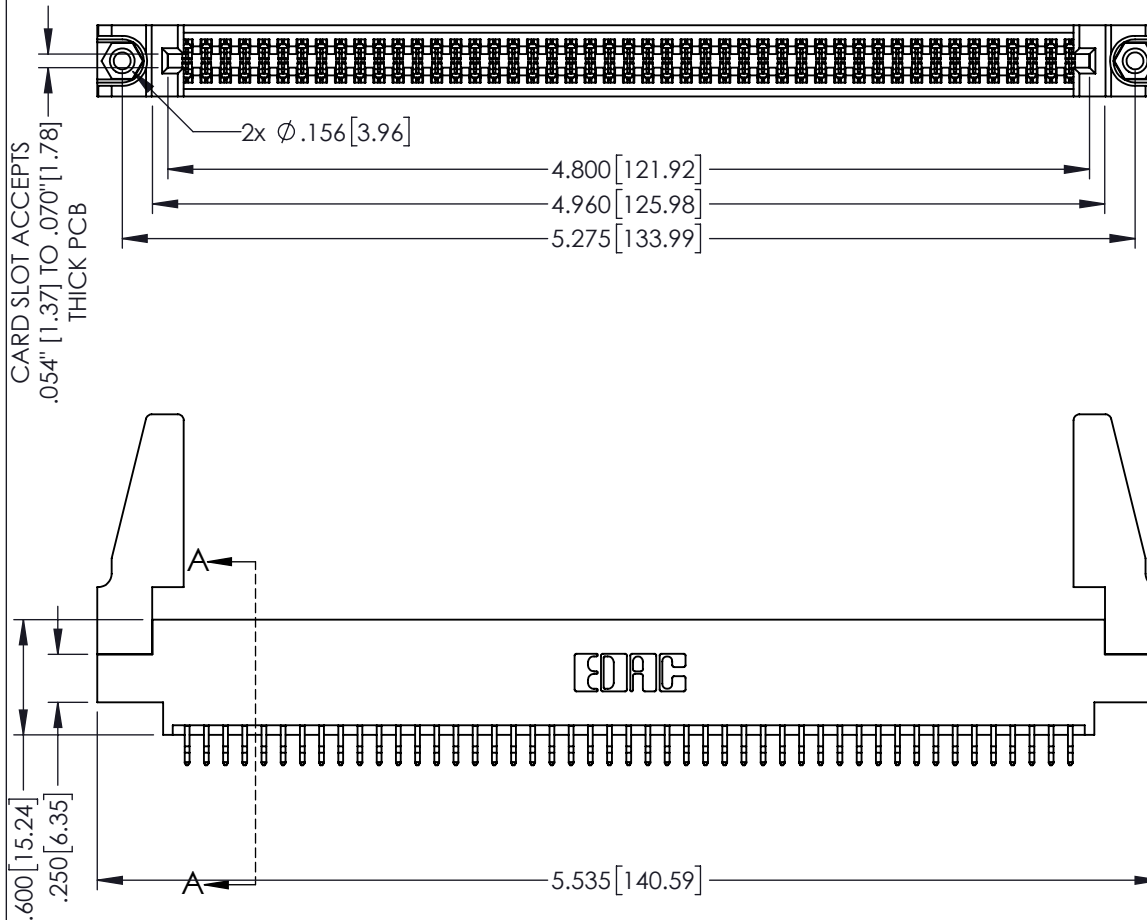 2x Ø.156[3.96]
4.800[121.92]
4.960[125.98]
5.275[133.99]
CARD SLOT ACCEPTS
.054" [1.37] TO .070"[1.78]
THICK PCB
A
EDAC
.600[15.24]
.250[6.35]
A
5.535[140.59]